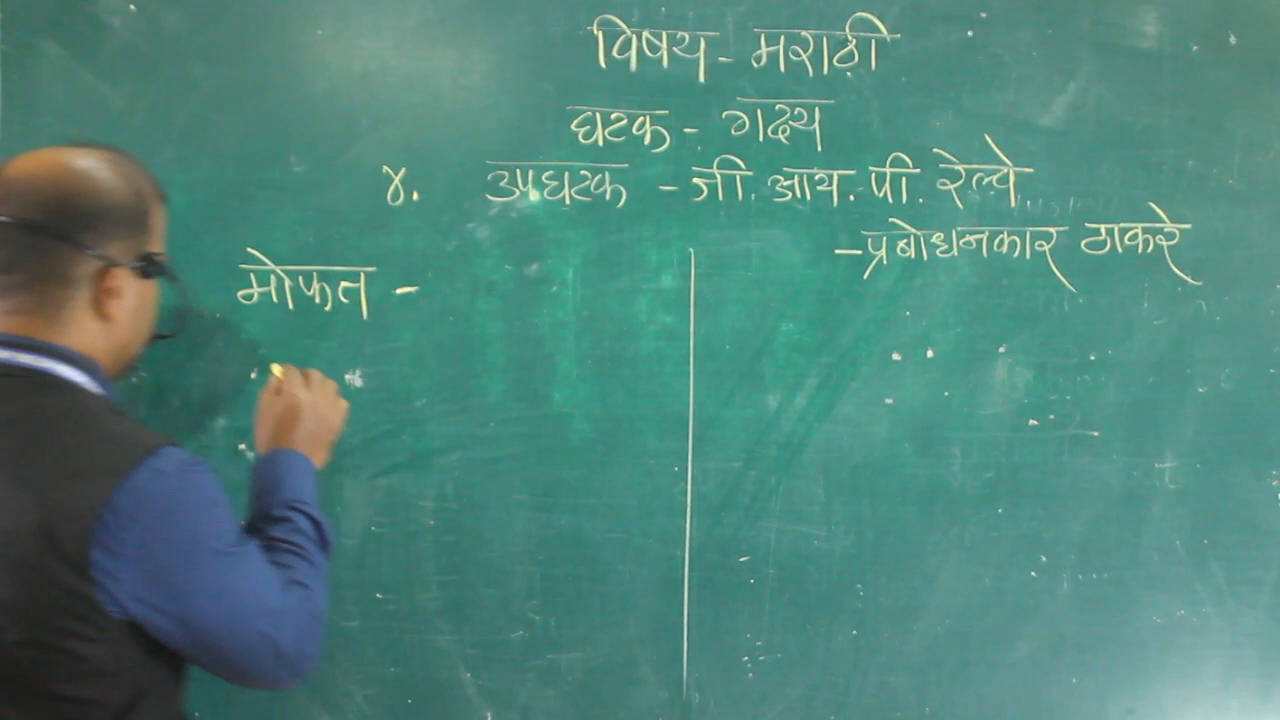 विषय - मराठी
घटक - गद्य
४. उपघटक - जी. आय. पी. रेल्वे
- प्रबोधनकार ठाकरे
मोफत -